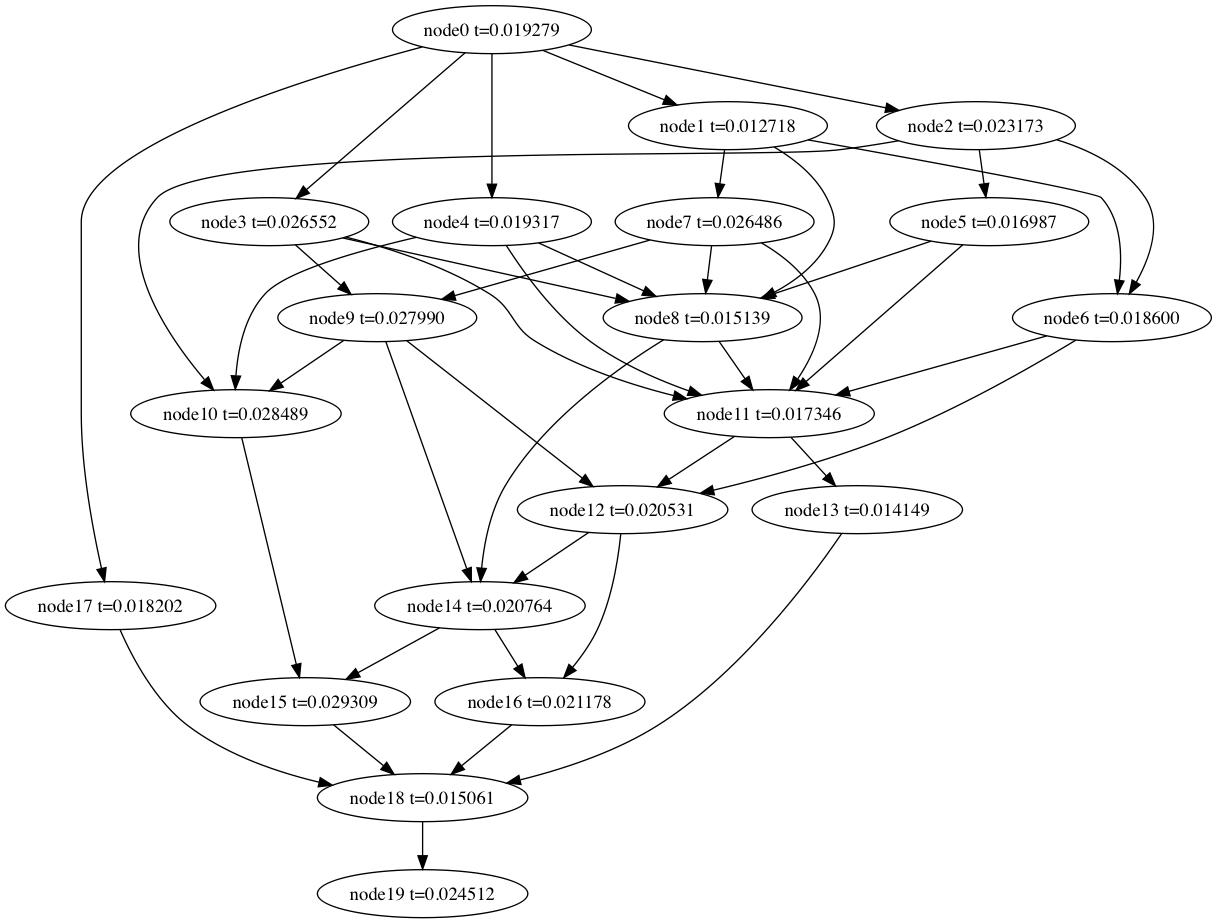 node0 t=0.019279
node1 t=0.012718
node2 t=0.023173
node3 t=0.026552
node4 t=0.019317
node7 t=0.026486
node5 t=0.016987
node9 t=0.027990
node8 t=0.015139
node6 t=0.018600
node10 t=0.028489
node11 t=0.017346
node12 t=0.020531
node13 t=0.014149
node17 t=0.018202
node14 t=0.020764
node15 t=0.029309
node16 t=0.021178
node18 t=0.015061
node19 t=0.024512